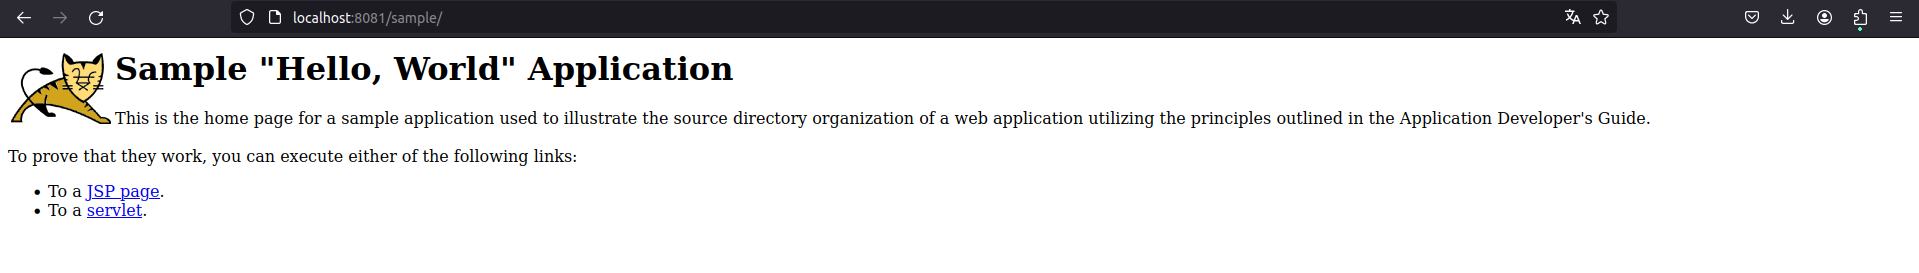 localhost:8081/sample/
Sample "Hello, World" Application
This is the home page for a sample application used to illustrate the source directory organization of a web application utilizing the principles outlined in the Application Developer's Guide.
To prove that they work, you can execute either of the following links:
• To a JSP page.
• To a servlet.